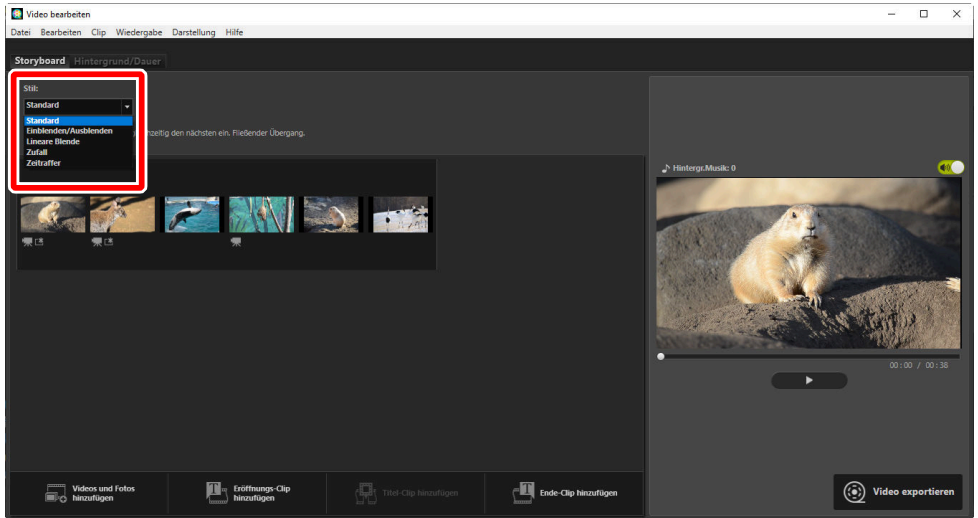 Video bearbeiten
Datei Bearbeiten Clip Wiedergabe Darstellung Hilfe
Storyboard Hintergrund/Dauer
Stil:
Standard
Standard
Einblenden/Ausblenden
Lineare Blende
Zufall
Zeitraffer
den nächsten ein. Fließender Übergang.
Hintergr.Musik: 0
00:00 / 00:38
Videos und Fotos
hinzufügen
Eröffnungs-Clip
hinzufügen
Titel-Clip hinzufügen
Ende-Clip hinzufügen
Video exportieren